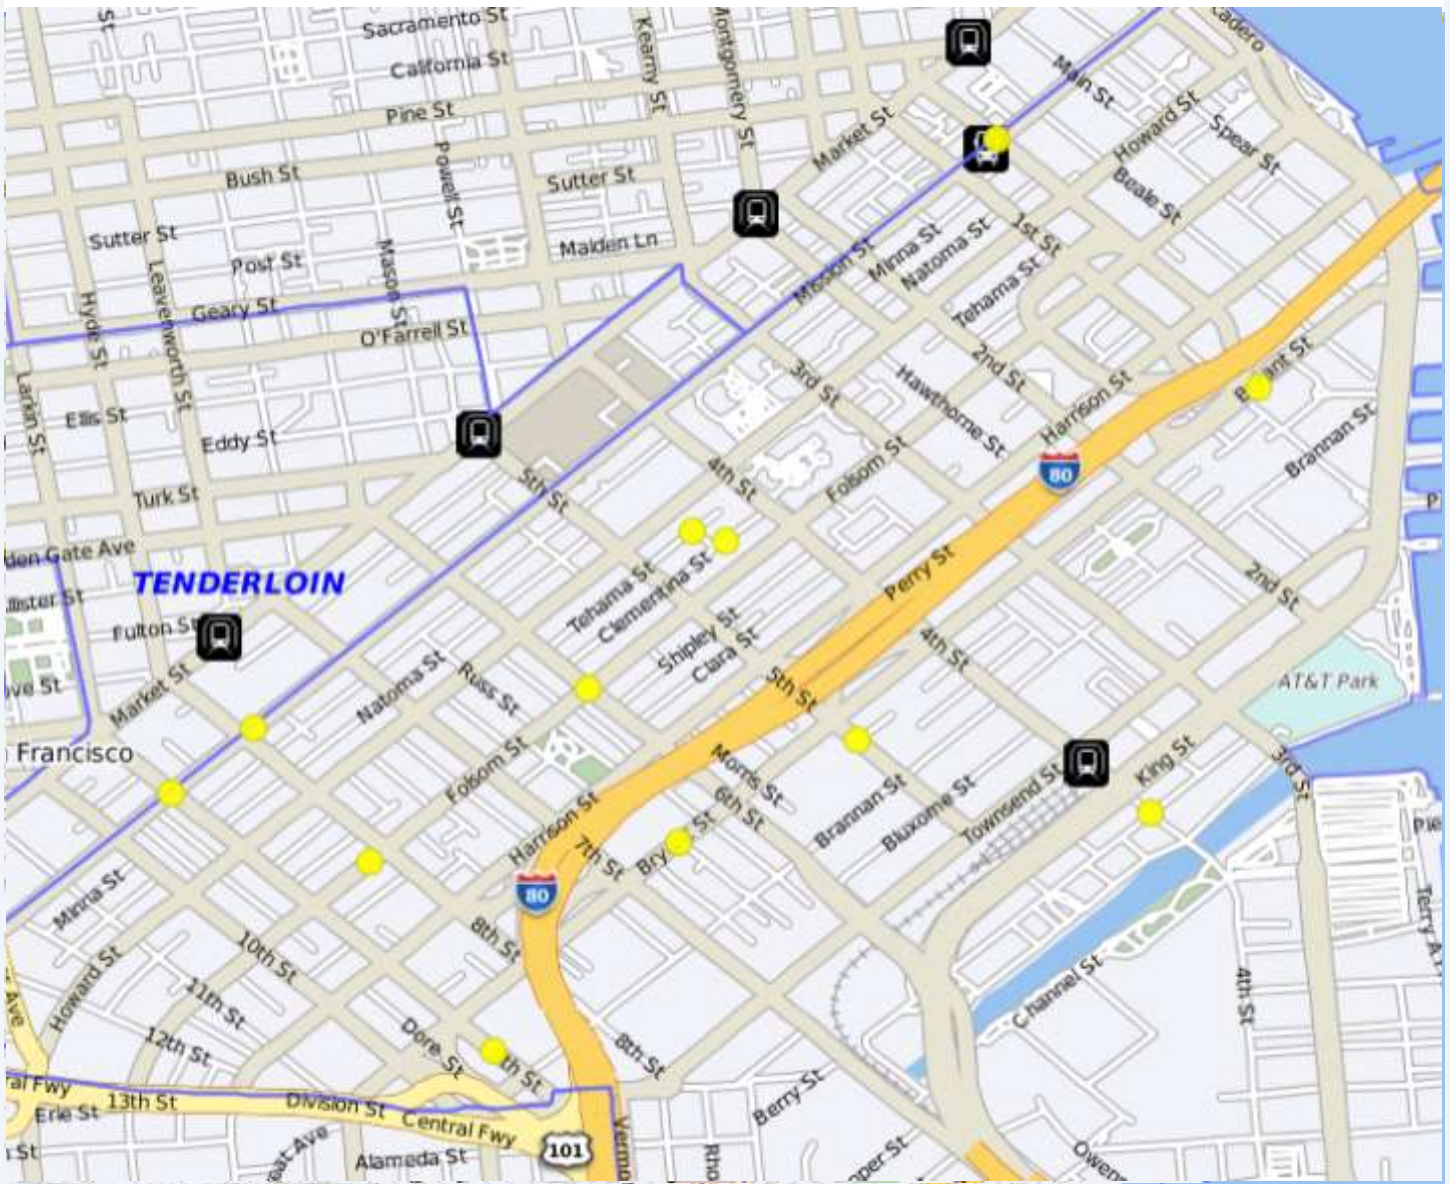 St
Sacramento St
Kearny St
California St
Main St
Pine St
Howard St
Spear St
Market St
Powell St
Bush St
Sutter St
Beale St
Sutter St
Malden Ln
Minna St
1st St
Post St
Mason St
Leavenworth St
Mission St
Natoma St
Tehama St
Hyde St
Geary St
O'Farrell St
2nd St
3rd St
Harrison St
Hawthorne St
Larkin St
Ellis St
Eddy St
Folsom St
Brannan St
4th St
80
5th St
Turk St
P
den Gate Ave
Perry St
TENDERLOIN
Tehama St
Clementina St
2nd St
Fulton St
Shipley St
Clara St
4th St
Natoma St
Russ St
5th St
AT&T Park
Market St
Francisco
Folsom St
Morris St
King St
3rd St
Townsend St
6th St
Brannan St
Bluxome St
Harrison St
7th St
Bry
St
Pie
80
Minna St
8th St
10th St
Howard St
11th St
Channel St
4th St
12th St
Dore St
th St
8th St
Berry St
13th St
Division St
Erie St
Central Fwy
101
Alameda St